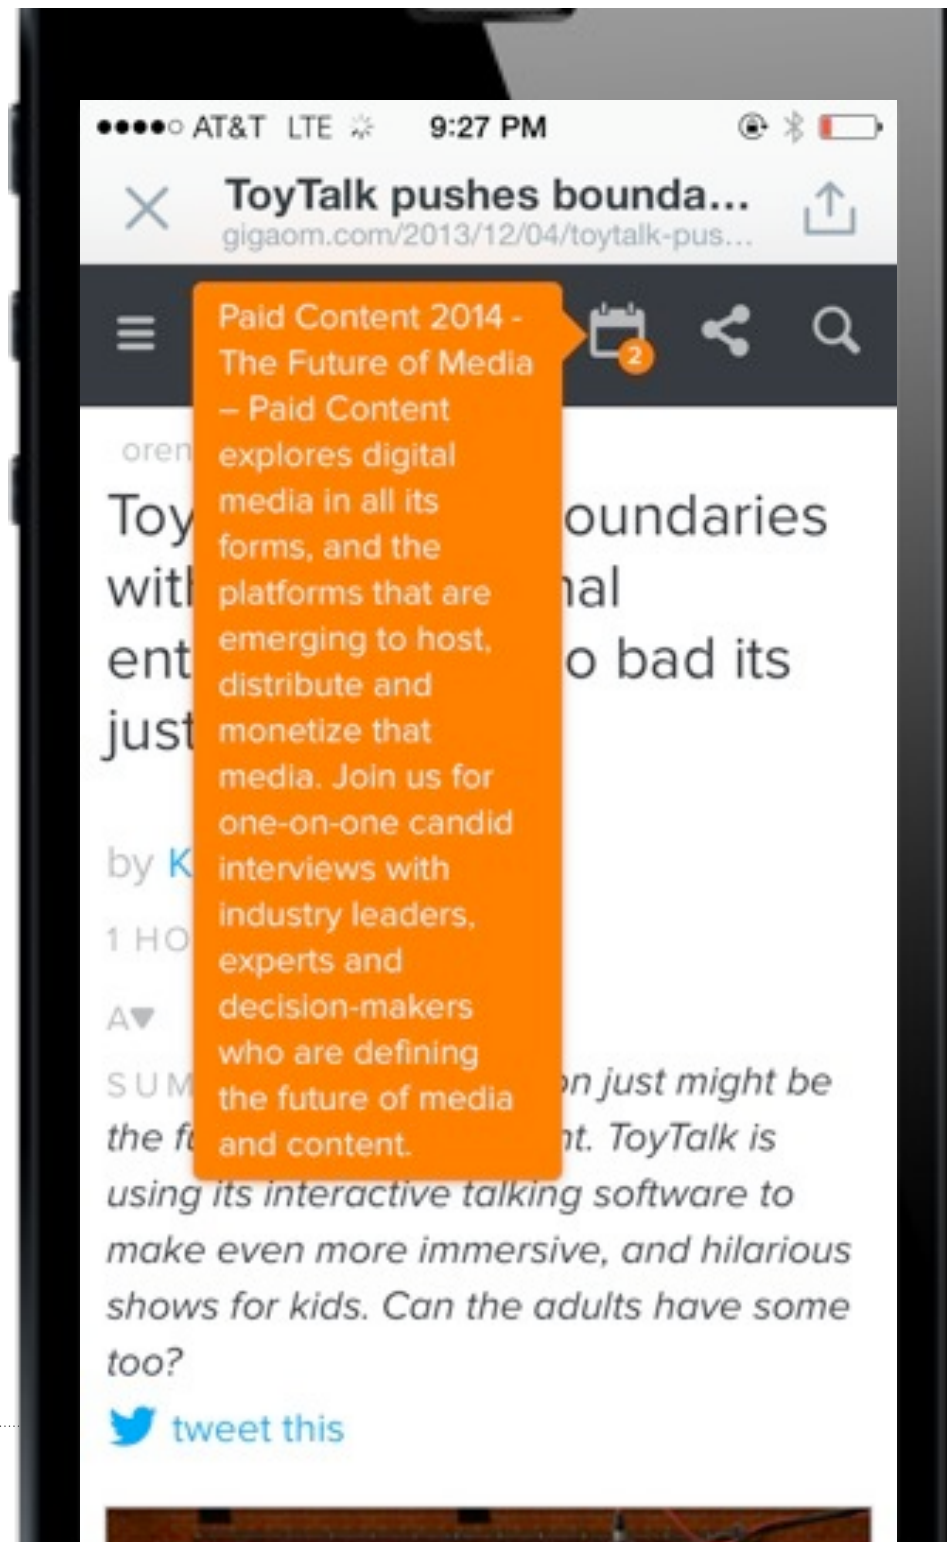 AT&T LTE 9:27 PM
ToyTalk pushes bounda...
gigaom.com/2013/12/04/toytalk-pus...
2
Paid Content 2014 -
The Future of Media
– Paid Content
explores digital
media in all its
forms, and the
platforms that are
emerging to host,
distribute and
monetize that
media. Join us for
one-on-one candid
interviews with
industry leaders,
experts and
decision-makers
who are defining
the future of media
and content.
oren
Toy oundaries
with nal
ent o bad its
just
by K
1 HO
A
SUM on just might be
the fu nt. ToyTalk is
using its interactive talking software to
make even more immersive, and hilarious
shows for kids. Can the adults have some
too?
tweet this